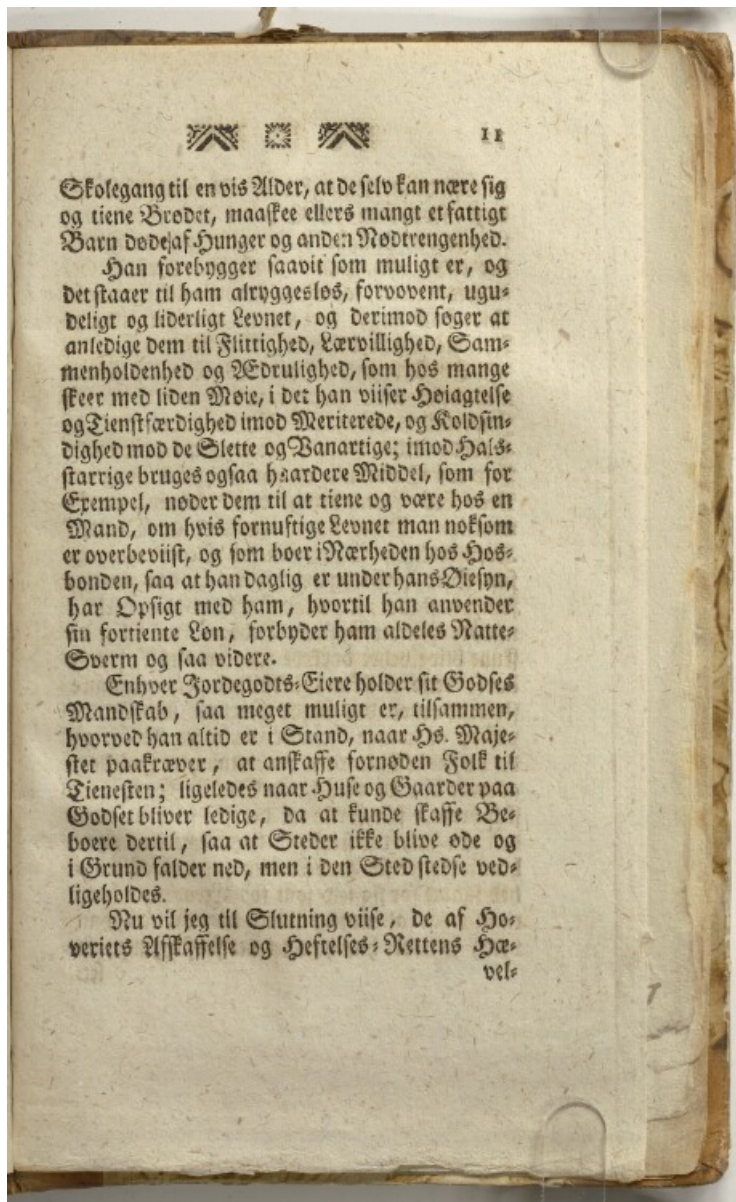 11
Skolegang til en vis Alder, at de selv kan nære sig
og tiene Brødet, maaskee ellers mangt et fattigt
Barn døde af Hunger og anden Nødtrengenhed.
Han forebygger saavit som muligt er, og
det staaer til ham alryggesløs, forvovent, ugu-
deligt og liderligt Levnet, og derimod søger at
anledige dem til Flittighed, Lærvillighed, Sam-
menholdenhed og Ædrulighed, som hos mange
skeer med liden Møie, i det han viiser Høiagtelse
og Tienstfærdighed imod Meriterede, og Koldsin-
dighed mod de Slette og Vanartige; imod Hals-
starrige bruges ogsaa haardere Middel, som for
Exempel, nøder dem til at tiene og være hos en
Mand, om hvis fornuftige Levnet man noksom
er overbeviist, og som boer i Nærheden hos Hos-
bonden, saa at han daglig er under hans Øiesyn,
har Opsigt med ham, hvortil han anvender
sin fortiente Løn, forbyder ham aldeles Natte-
Sverm og saa videre.
Enhver Jordegodts-Eiere holder sit Godses
Mandskab, saa meget muligt er, tilsammen,
hvorved han altid er i Stand, naar Hs. Maje-
stet paakræver, at anskaffe fornøden Folk til
Tienesten; ligeledes naar Huse og Gaarder paa
Godset bliver ledige, da at kunde skaffe Be-
boere dertil, saa at Steder ikke blive øde og
i Grund falder ned, men i den Sted stedse ved-
ligeholdes.
Nu vil jeg til Slutning viise, de af Ho-
veriets Afskaffelse og Heftelses-Rettens Hæ-
vel-